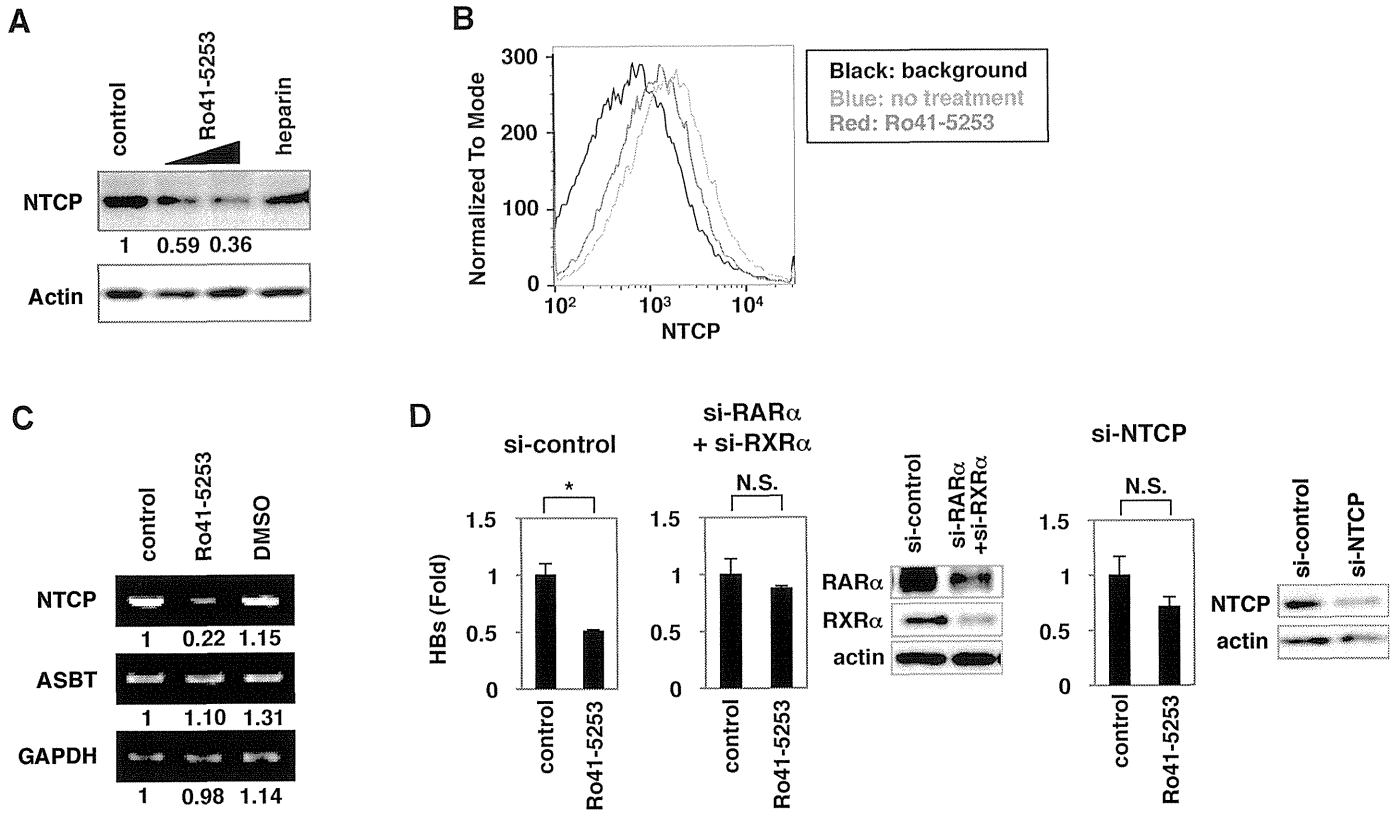 A
control
Ro41-5253
heparin
NTCP
1 0.59 0.36
Actin
B
Normalized To Mode
300
200
100
0
10²
10³
10⁴
NTCP
Black: background
Blue: no treatment
Red: Ro41-5253
C
control
Ro41-5253
DMSO
NTCP
1 0.22 1.15
ASBT
1 1.10 1.31
GAPDH
1 0.98 1.14
D
HBs (Fold)
si-control
*
1.5
1
0.5
0
control
Ro41-5253
si-RARα
+ si-RXRα
N.S.
1.5
1
0.5
0
control
Ro41-5253
si-control
si-RARα
+si-RXRα
RARα
RXRα
actin
si-NTCP
N.S.
1.5
1
0.5
0
control
Ro41-5253
si-control
si-NTCP
NTCP
actin